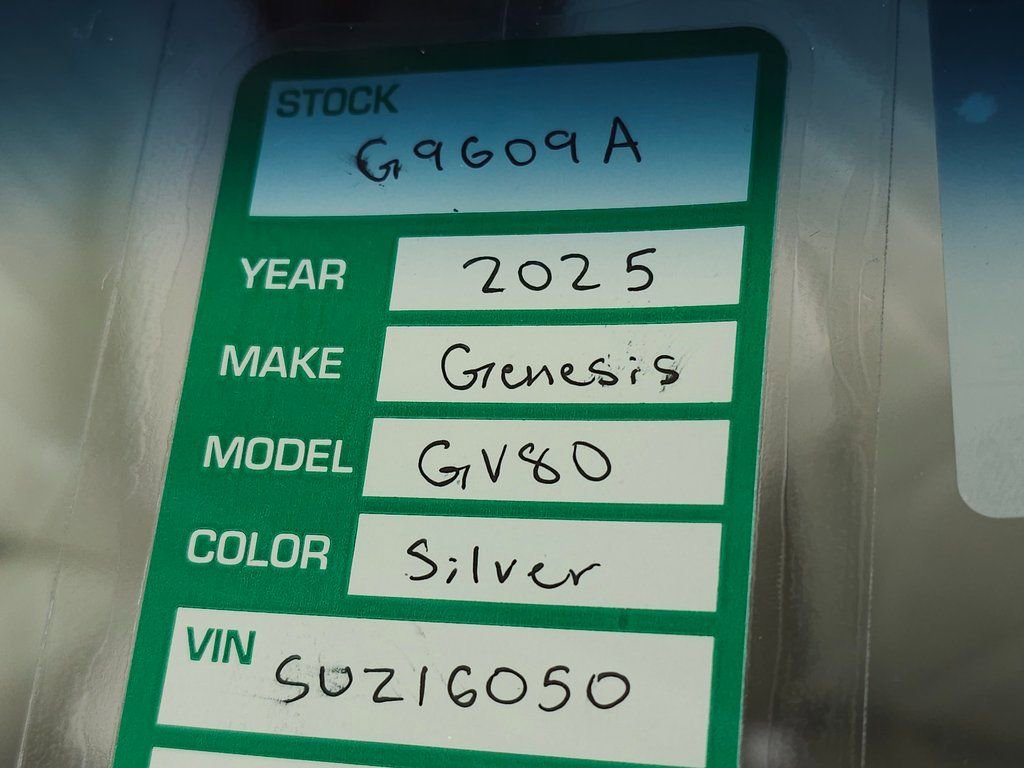 STOCK
G9609A
YEAR 2025
MAKE Genesis
MODEL GV80
COLOR Silver
VIN SU216050